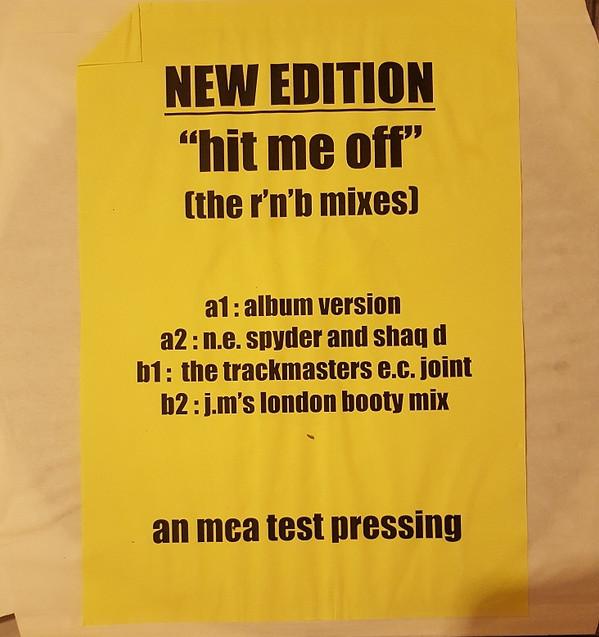 NEW EDITION
“hit me off”
(the r’n’b mixes)
a1 : album version
a2 : n.e. spyder and shaq d
b1 : the trackmasters e.c. joint
b2 : j.m’s london booty mix
an mca test pressing